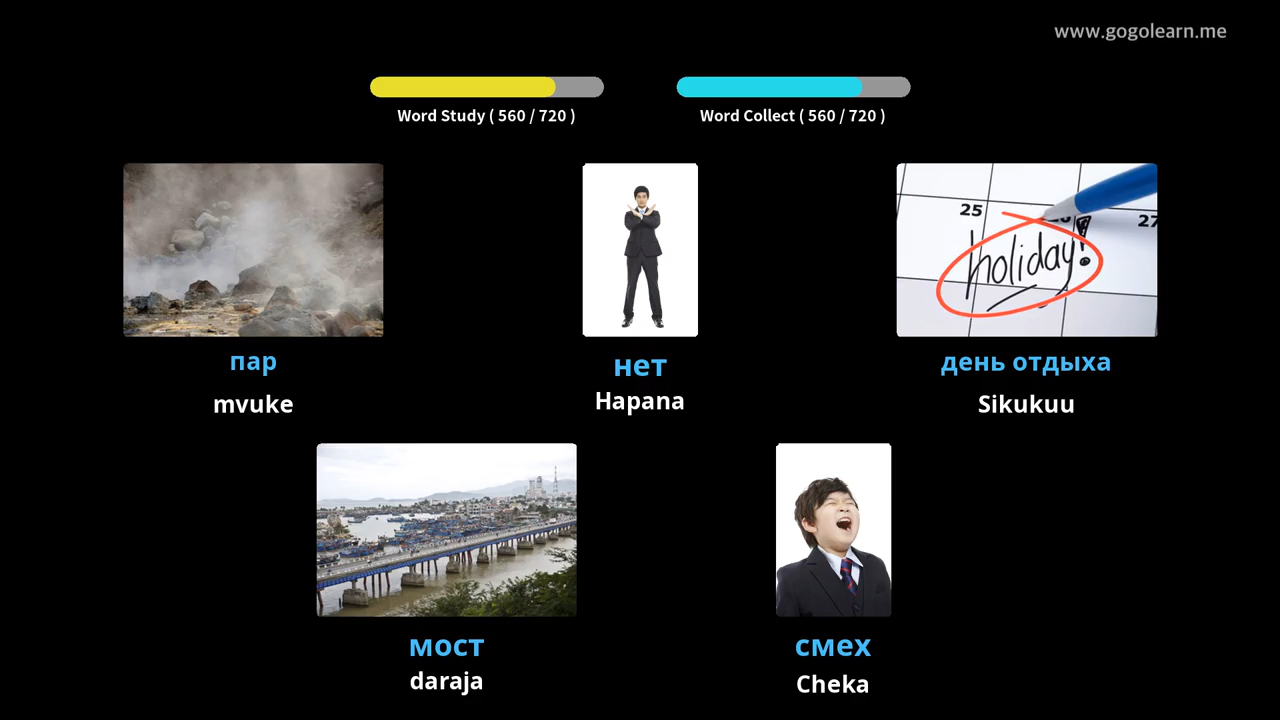 www.gogolearn.me
Word Study ( 560 / 720 )
Word Collect ( 560 / 720 )
25
27
holiday!
пар
mvuke
нет
Hapana
день отдыха
Sikukuu
мост
daraja
смех
Cheka